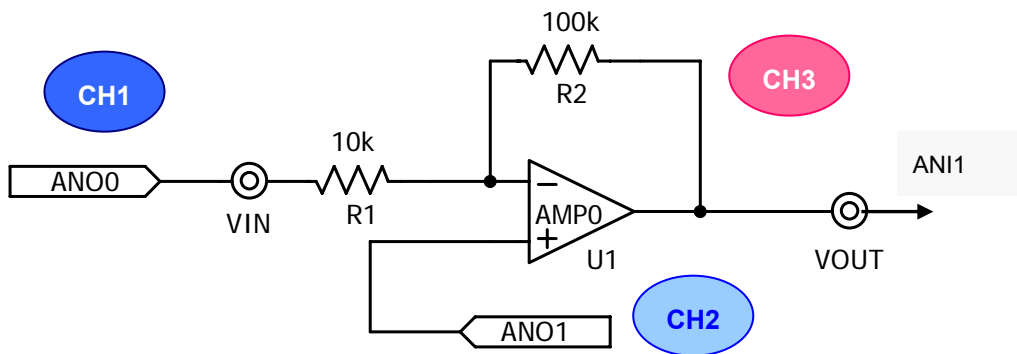 100k
CH1
R2
CH3
10k
ANI1
ANO0
−
VIN
R1
AMP0
+
U1
VOUT
ANO1
CH2